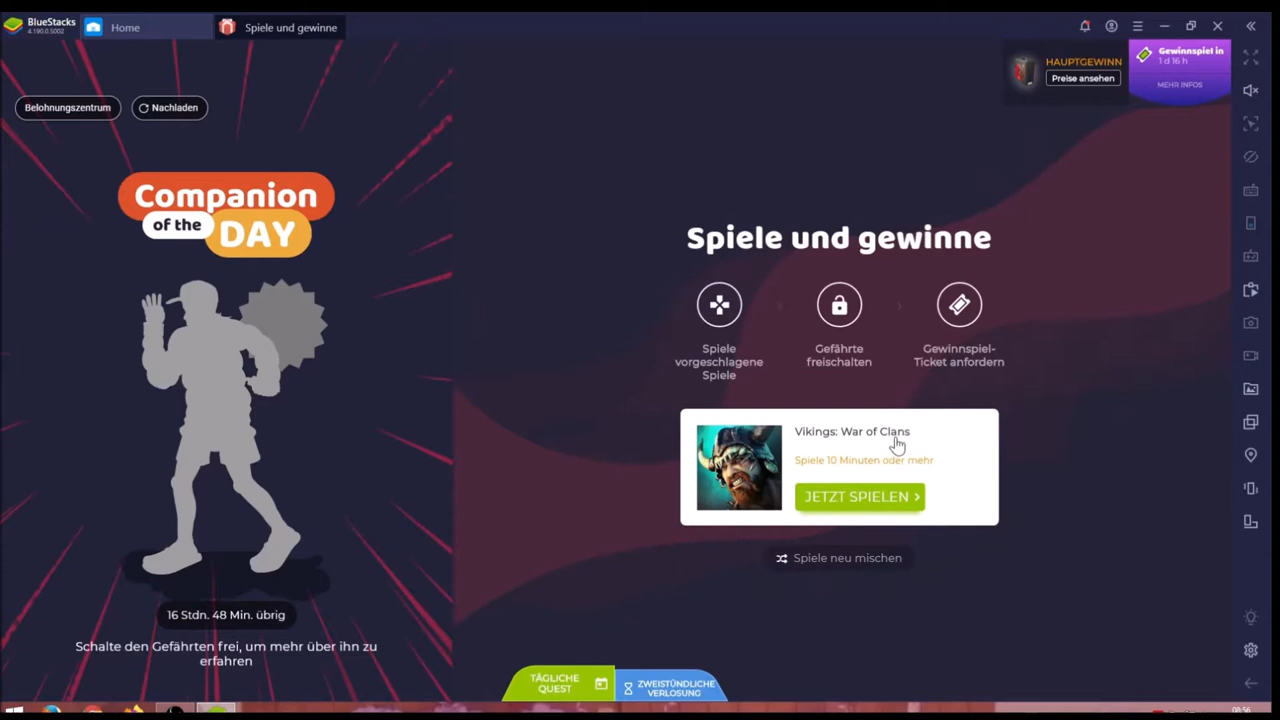 BlueStacks
4.190.0.5002
Home
Spiele und gewinne
HAUPTGEWINN
Preise ansehen
Gewinnspiel in
1 d 16 h
MEHR INFOS
Belohnungszentrum
Nachladen
Companion
of the
DAY
16 Stdn. 48 Min. übrig
Schalte den Gefährten frei, um mehr über ihn zu
erfahren
Spiele und gewinne
Spiele
vorgeschlagene
Spiele
Gefährte
freischalten
Gewinnspiel-
Ticket anfordern
Vikings: War of Clans
Spiele 10 Minuten oder mehr
JETZT SPIELEN
Spiele neu mischen
TÄGLICHE
QUEST
ZWEISTÜNDLICHE
VERLOSUNG
08:56